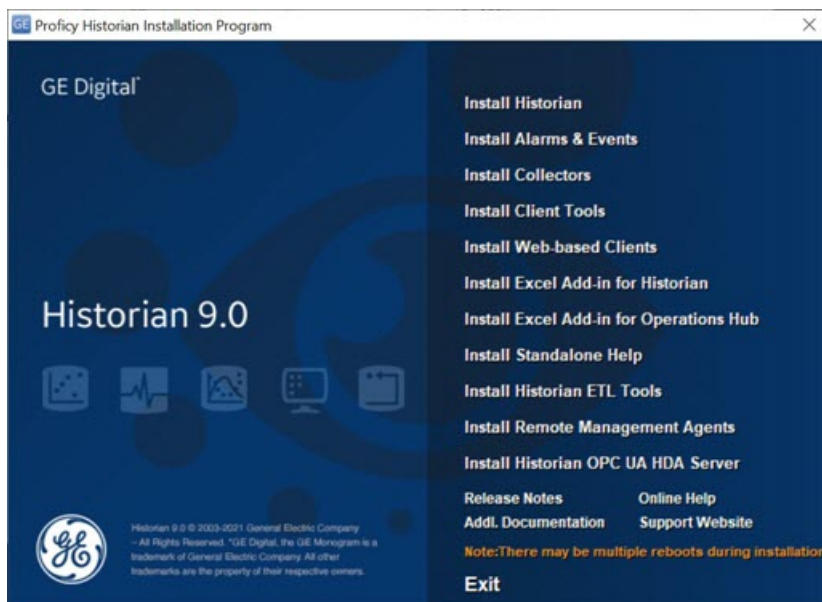 GE Proficy Historian Installation Program
GE Digital*
Install Historian
Install Alarms & Events
Install Collectors
Install Client Tools
Install Web-based Clients
Install Excel Add-in for Historian
Historian 9.0
Install Excel Add-in for Operations Hub
Install Standalone Help
Install Historian ETL Tools
Install Remote Management Agents
Install Historian OPC UA HDA Server
Release Notes Online Help
Addl. Documentation Support Website
Note:There may be multiple reboots during installation
Exit
GE
Historian 9.0 © 2003-2021 General Electric Company
– All Rights Reserved. *GE Digital, the GE Monogram is a
trademark of General Electric Company. All other
trademarks are the property of their respective owners.